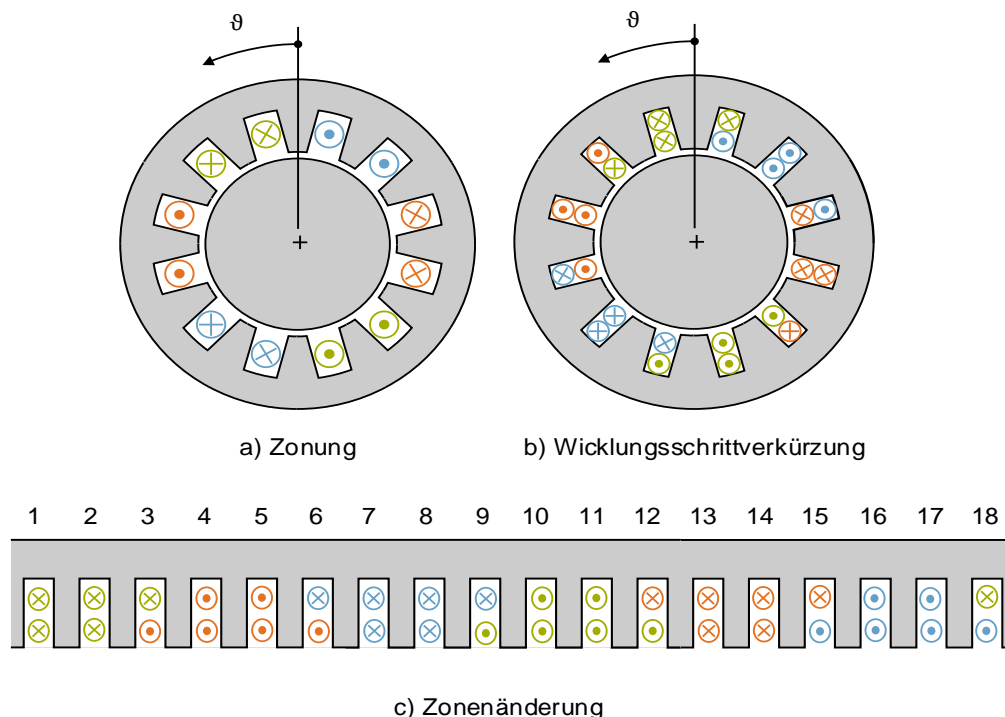 ϑ ϑ
a) Zonung b) Wicklungsschrittverkürzung
1 2 3 4 5 6 7 8 9 10 11 12 13 14 15 16 17 18
c) Zonenänderung